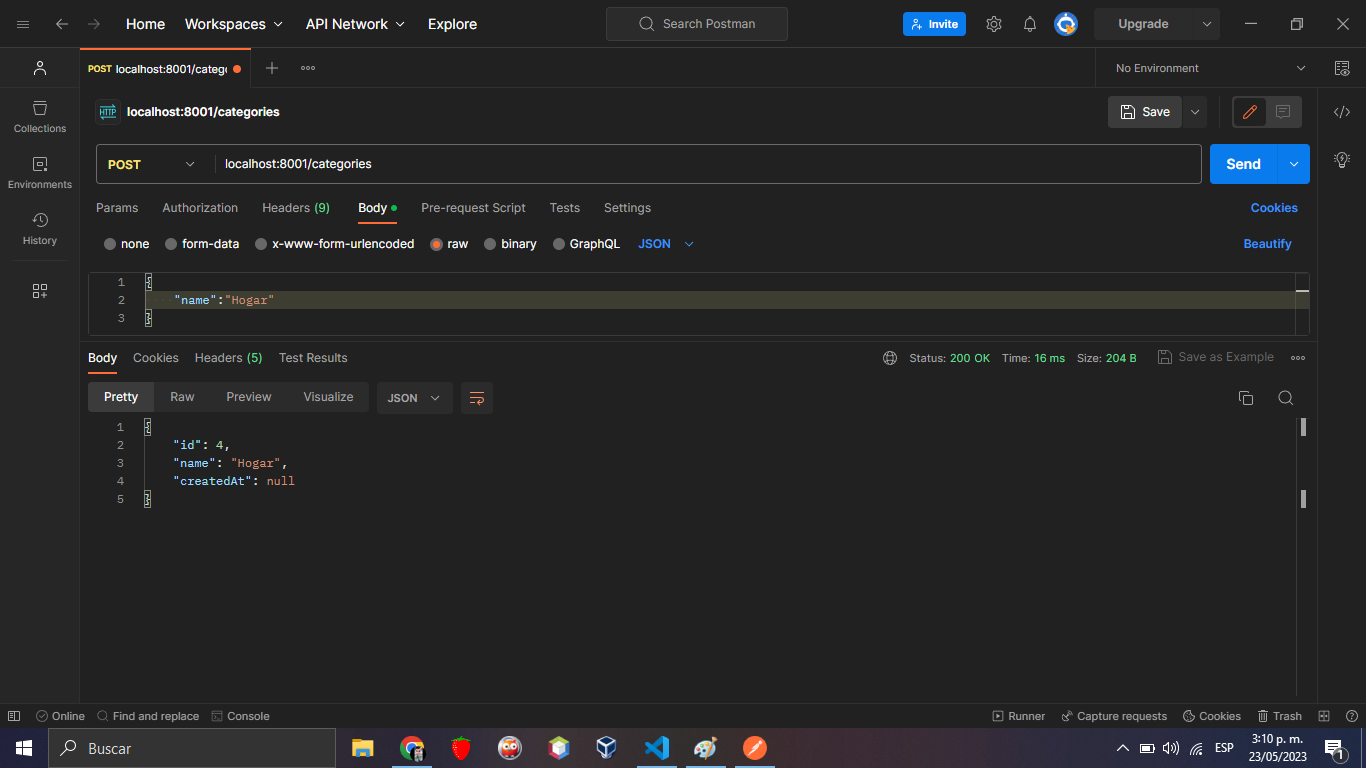 Home Workspaces API Network Explore Search Postman Invite Upgrade
POST localhost:8001/categ No Environment
HTTP localhost:8001/categories Save
Collections
POST localhost:8001/categories Send
Environments
Params Authorization Headers (9) Body Pre-request Script Tests Settings Cookies
History
none form-data x-www-form-urlencoded raw binary GraphQL JSON Beautify
1 {
2 "name":"Hogar"
3 }
Body Cookies Headers (5) Test Results Status: 200 OK Time: 16 ms Size: 204 B Save as Example
Pretty Raw Preview Visualize JSON
1 {
2 "id": 4,
3 "name": "Hogar",
4 "createdAt": null
5 }
Online Find and replace Console Runner Capture requests Cookies Trash
Buscar ESP 3:10 p. m.
23/05/2023 1